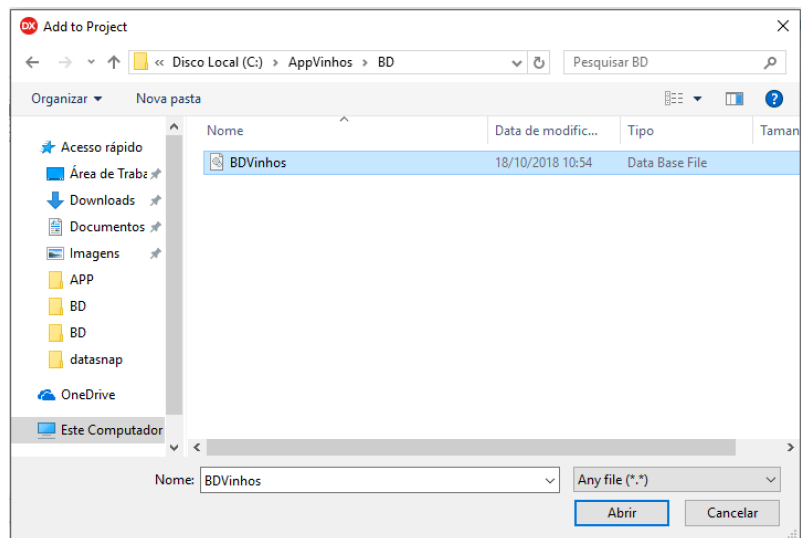 DX Add to Project
« Disco Local (C:) › AppVinhos › BD
Pesquisar BD
Organizar Nova pasta
?
Nome Data de modific... Tipo Taman
BDVinhos 18/10/2018 10:54 Data Base File
Acesso rápido
Área de Traba
Downloads
Documentos
Imagens
APP
BD
BD
datasnap
OneDrive
Este Computador
Nome: BDVinhos Any file (*.*)
Abrir Cancelar